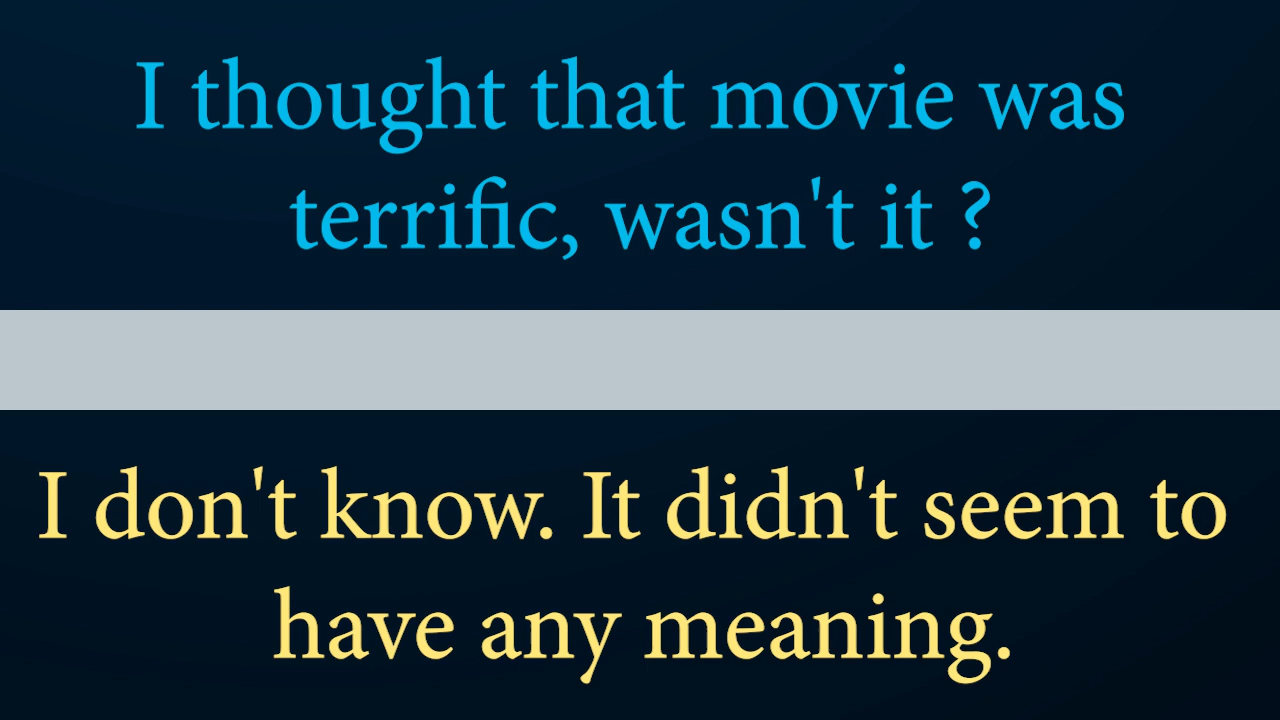 I thought that movie was
terrific, wasn't it ?
I don't know. It didn't seem to
have any meaning.